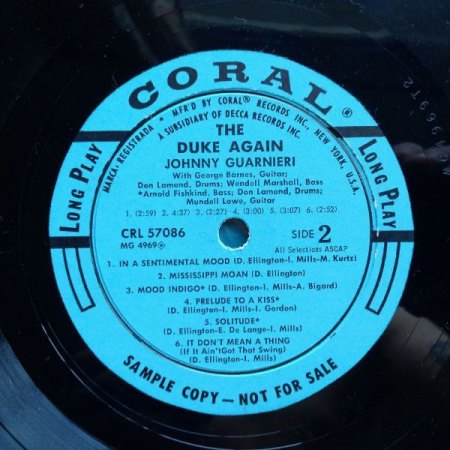 CORAL®
MARCA: REGISTRADA • MF'R'D BY CORAL® RECORDS INC., NEW YORK, U.S.A.
A SUBSIDIARY OF DECCA RECORDS INC.
LONG PLAY
LONG PLAY
THE
DUKE AGAIN
JOHNNY GUARNIERI
With George Barnes, Guitar;
Don Lamond, Drums; Wendell Marshall, Bass
*Arnold Fishkind, Bass; Don Lamond, Drums;
Mundell Lowe, Guitar
1. (2:59) 2. 4:37) 3. (2:27) 4. (3:00) 5. (3:07) 6. (2:52)
CRL 57086
SIDE 2
MG 4969
All Selections ASCAP
1. IN A SENTIMENTAL MOOD (D. Ellington-I. Mills-M. Kurtz)
2. MISSISSIPPI MOAN (D. Ellington)
3. MOOD INDIGO* (D. Ellington-I. Mills-A. Bigard)
4. PRELUDE TO A KISS*
(D. Ellington-I. Mills-I. Gordon)
5. SOLITUDE*
(D. Ellington-E. De Lange-I. Mills)
6. IT DON'T MEAN A THING
(If It Ain'tGot That Swing)
(D. Ellington-I. Mills)
SAMPLE COPY — NOT FOR SALE